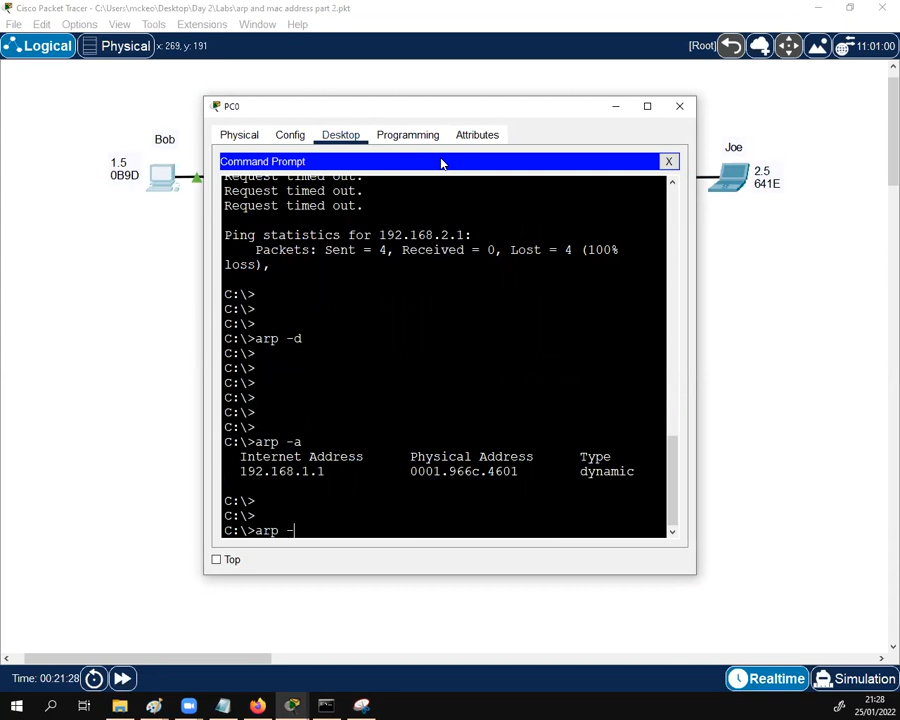 Cisco Packet Tracer - C:\Users\mckeo\Desktop\Day 2\Labs\arp and mac address part 2.pkt
File Edit Options View Tools Extensions Window Help
Logical Physical x: 269, y: 191 [Root] 11:01:00
PC0
Physical Config Desktop Programming Attributes
Command Prompt X
Request timed out.
Request timed out.
Request timed out.
Ping statistics for 192.168.2.1:
Packets: Sent = 4, Received = 0, Lost = 4 (100%
loss),
C:\>
C:\>
C:\>
C:\>arp -d
C:\>
C:\>
C:\>
C:\>
C:\>
C:\>
C:\>arp -a
Internet Address Physical Address Type
192.168.1.1 0001.966c.4601 dynamic
C:\>
C:\>
C:\>arp -
Top
Bob
1.5
0B9D
Joe
2.5
641E
Time: 00:21:28 Realtime Simulation
21:28
25/01/2022